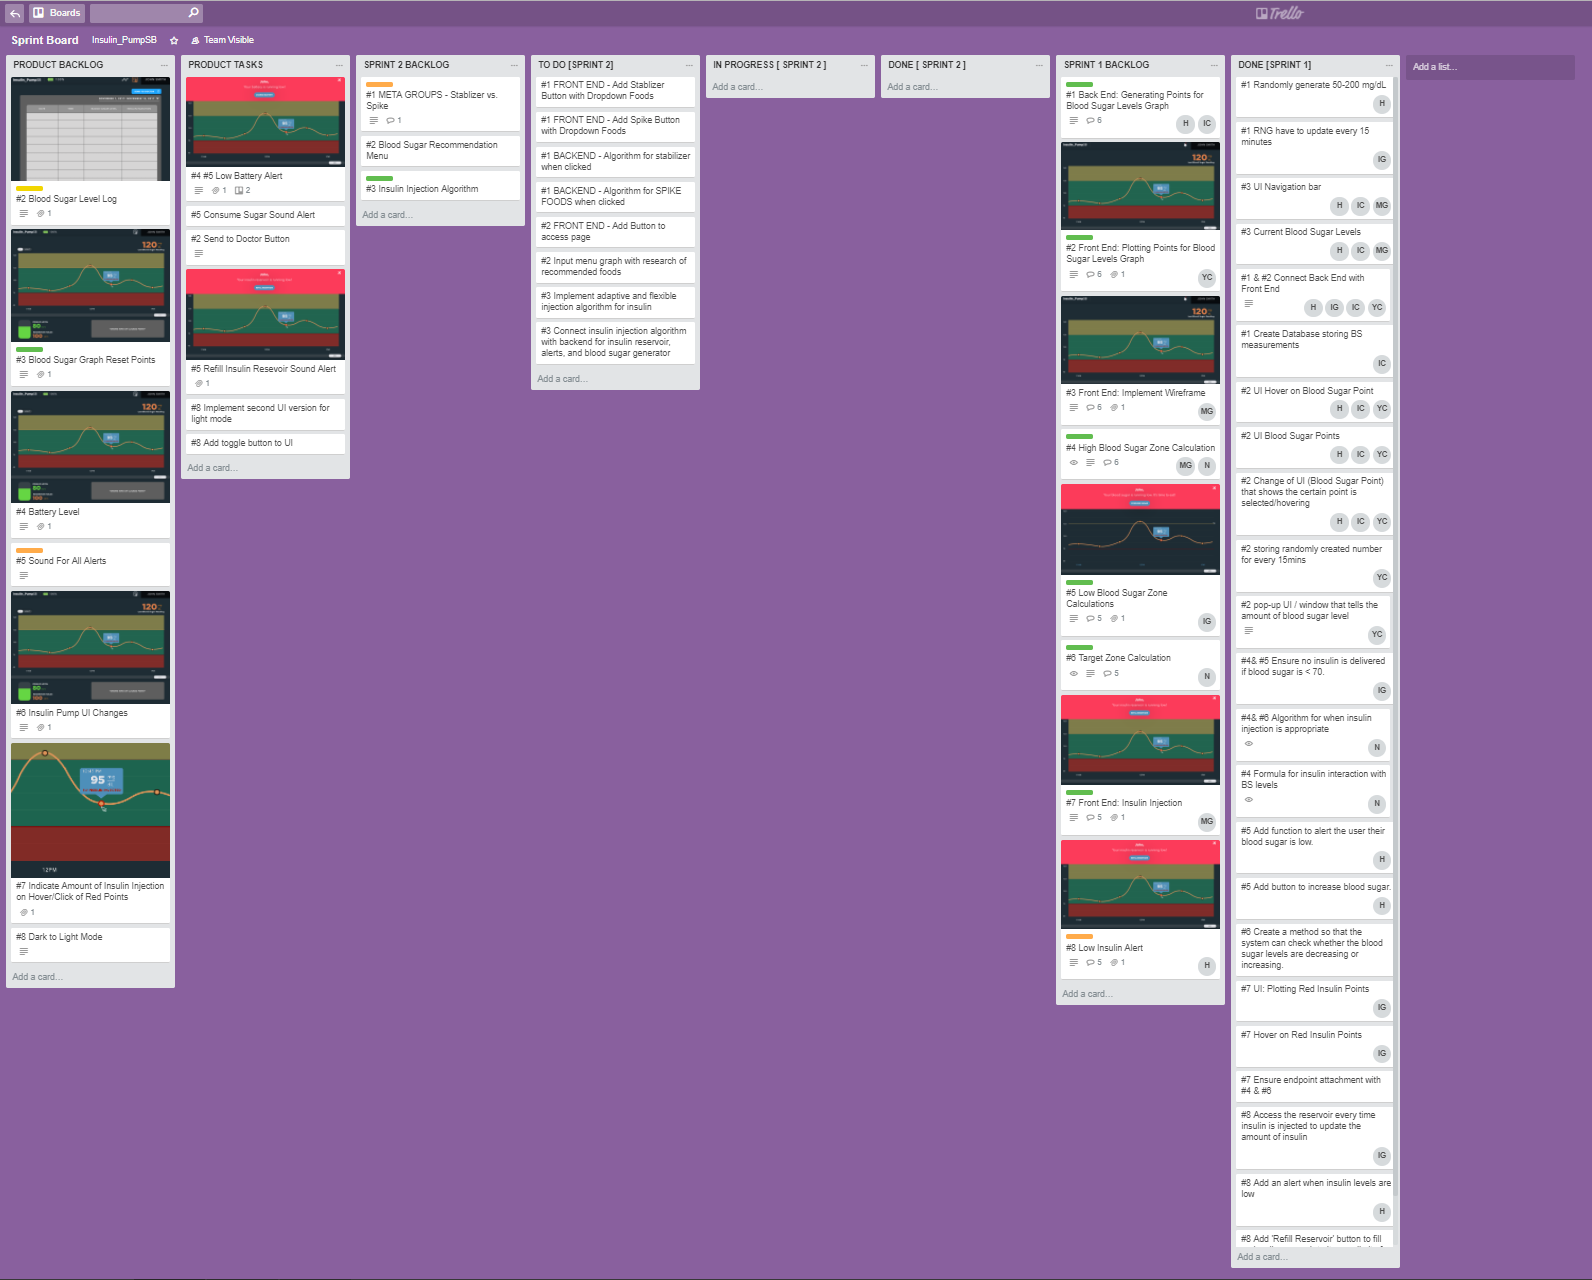 Boards
Trello
Sprint Board
Insulin_PumpSB
Team Visible
PRODUCT BACKLOG
#2 Blood Sugar Level Log
1
120
#3 Blood Sugar Graph Reset Points
1
120
#4 Battery Level
1
#5 Sound For All Alerts
120
#6 Insulin Pump UI Changes
1
95
12PM
#7 Indicate Amount of Insulin Injection
on Hover/Click of Red Points
1
#8 Dark to Light Mode
Add a card...
PRODUCT TASKS
#4 #5 Low Battery Alert
1
2
#5 Consume Sugar Sound Alert
#2 Send to Doctor Button
#5 Refill Insulin Resevoir Sound Alert
1
#8 Implement second UI version for
light mode
#8 Add toggle button to UI
Add a card...
SPRINT 2 BACKLOG
#1 META GROUPS - Stablizer vs.
Spike
1
#2 Blood Sugar Recommendation
Menu
#3 Insulin Injection Algorithm
Add a card...
TO DO [SPRINT 2]
#1 FRONT END - Add Stablizer
Button with Dropdown Foods
#1 FRONT END - Add Spike Button
with Dropdown Foods
#1 BACKEND - Algorithm for stabilizer
when clicked
#1 BACKEND - Algorithm for SPIKE
FOODS when clicked
#2 FRONT END - Add Button to
access page
#2 Input menu graph with research of
recommended foods
#3 Implement adaptive and flexible
injection algorithm for insulin
#3 Connect insulin injection algorithm
with backend for insulin reservoir,
alerts, and blood sugar generator
Add a card...
IN PROGRESS [ SPRINT 2 ]
Add a card...
DONE [ SPRINT 2 ]
Add a card...
SPRINT 1 BACKLOG
#1 Back End: Generating Points for
Blood Sugar Levels Graph
6
H IC
120
#2 Front End: Plotting Points for Blood
Sugar Levels Graph
6 1
YC
120
#3 Front End: Implement Wireframe
6 1
MG
#4 High Blood Sugar Zone Calculation
6
MG N
#5 Low Blood Sugar Zone
Calculations
5 1
IG
#6 Target Zone Calculation
5
N
#7 Front End: Insulin Injection
5 1
MG
#8 Low Insulin Alert
5 1
H
Add a card...
DONE [SPRINT 1]
#1 Randomly generate 50-200 mg/dL
H
#1 RNG have to update every 15
minutes
IG
#3 UI Navigation bar
H IC MG
#3 Current Blood Sugar Levels
H IC MG
#1 & #2 Connect Back End with
Front End
H IG IC YC
#1 Create Database storing BS
measurements
IC
#2 UI Hover on Blood Sugar Point
H IC YC
#2 UI Blood Sugar Points
H IC YC
#2 Change of UI (Blood Sugar Point)
that shows the certain point is
selected/hovering
H IC YC
#2 storing randomly created number
for every 15mins
YC
#2 pop-up UI / window that tells the
amount of blood sugar level
YC
#4& #5 Ensure no insulin is delivered
if blood sugar is < 70.
IG
#4& #6 Algorithm for when insulin
injection is appropriate
N
#4 Formula for insulin interaction with
BS levels
N
#5 Add function to alert the user their
blood sugar is low.
H
#5 Add button to increase blood sugar.
H
#6 Create a method so that the
system can check whether the blood
sugar levels are decreasing or
increasing.
#7 UI: Plotting Red Insulin Points
IG
#7 Hover on Red Insulin Points
IG
#7 Ensure endpoint attachment with
#4 & #6
#8 Access the reservoir every time
insulin is injected to update the
amount of insulin
IG
#8 Add an alert when insulin levels are
low
H
#8 Add 'Refill Reservoir' button to fill
Add a card...
Add a list...